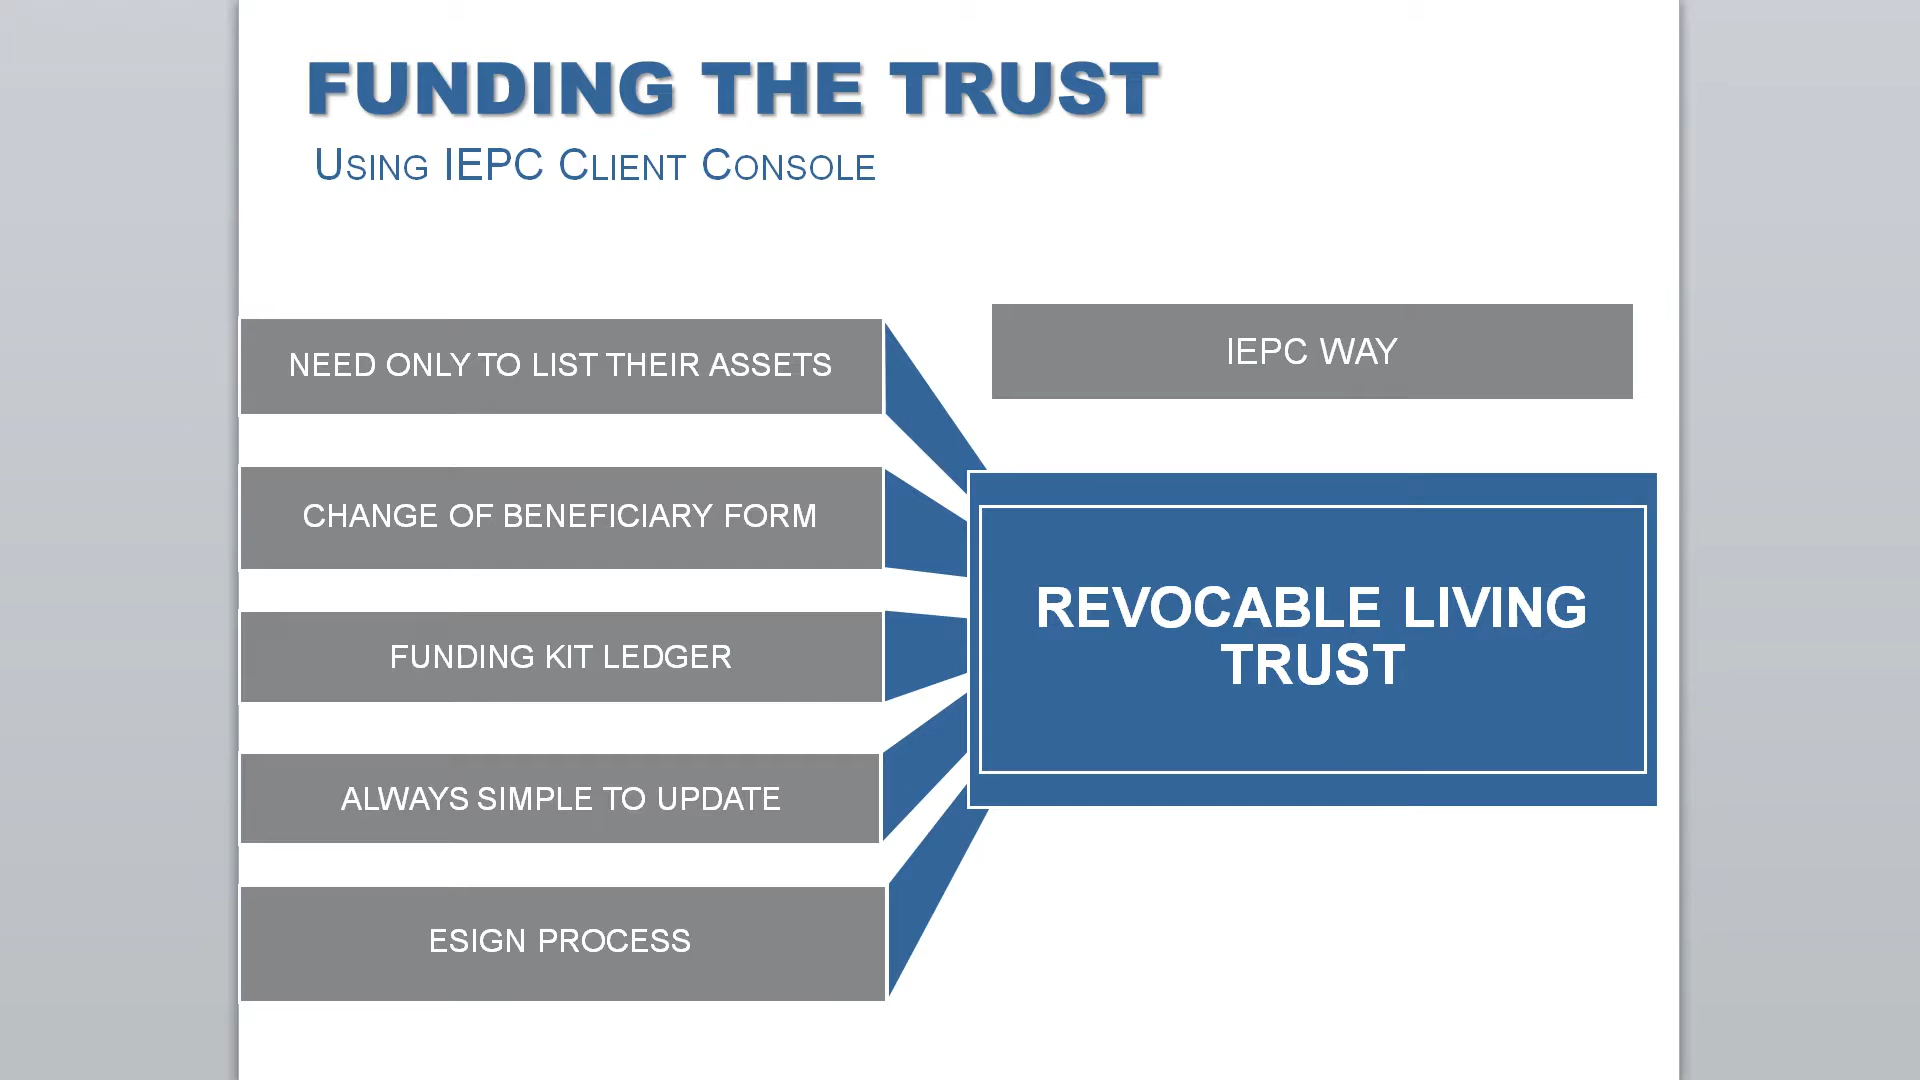 FUNDING THE TRUST
USING IEPC CLIENT CONSOLE
NEED ONLY TO LIST THEIR ASSETS
CHANGE OF BENEFICIARY FORM
FUNDING KIT LEDGER
ALWAYS SIMPLE TO UPDATE
ESIGN PROCESS
IEPC WAY
REVOCABLE LIVING
TRUST